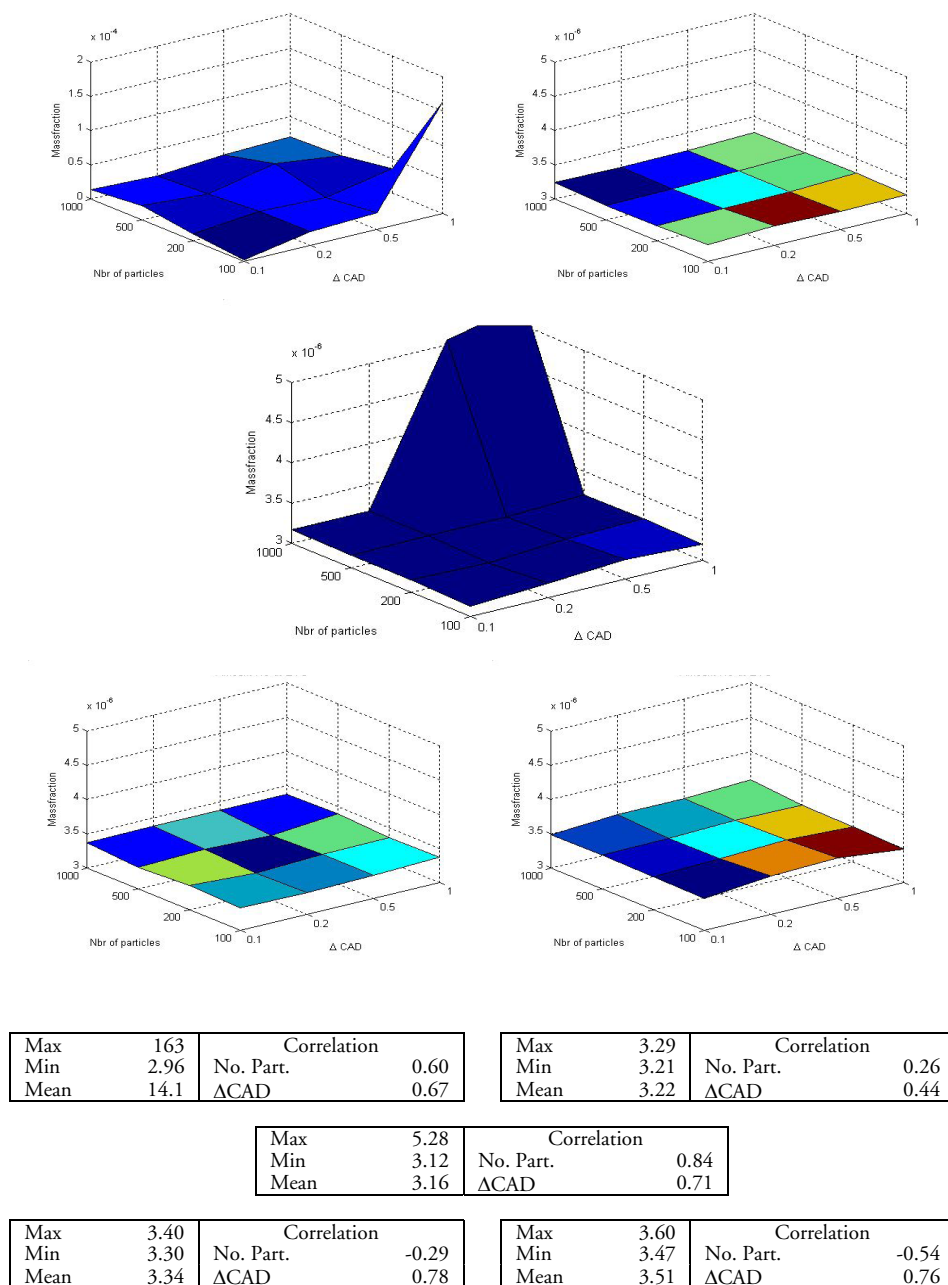 x 10-4
2
1.5
1
0.5
0
Massfraction
1000
500
200
100
Nbr of particles
0.1
0.2
0.5
1
Δ CAD
x 10-6
5
4.5
4
3.5
3
Massfraction
1000
500
200
100
Nbr of particles
0.1
0.2
0.5
1
Δ CAD
x 10-6
5
4.5
4
3.5
3
Massfraction
1000
500
200
100
Nbr of particles
0.1
0.2
0.5
1
Δ CAD
x 10-6
5
4.5
4
3.5
3
Massfraction
1000
500
200
100
Nbr of particles
0.1
0.2
0.5
1
Δ CAD
x 10-6
5
4.5
4
3.5
3
Massfraction
1000
500
200
100
Nbr of particles
0.1
0.2
0.5
1
Δ CAD
Max 163 Correlation
Min 2.96 No. Part. 0.60
Mean 14.1 ΔCAD 0.67
Max 3.29 Correlation
Min 3.21 No. Part. 0.26
Mean 3.22 ΔCAD 0.44
Max 5.28 Correlation
Min 3.12 No. Part. 0.84
Mean 3.16 ΔCAD 0.71
Max 3.40 Correlation
Min 3.30 No. Part. -0.29
Mean 3.34 ΔCAD 0.78
Max 3.60 Correlation
Min 3.47 No. Part. -0.54
Mean 3.51 ΔCAD 0.76